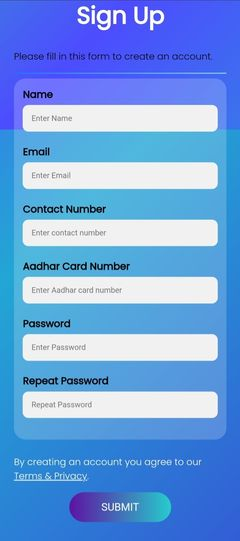 Sign Up
Please fill in this form to create an account.
Name
Enter Name
Email
Enter Email
Contact Number
Enter contact number
Aadhar Card Number
Enter Aadhar card number
Password
Enter Password
Repeat Password
Repeat Password
By creating an account you agree to our
Terms & Privacy.
SUBMIT